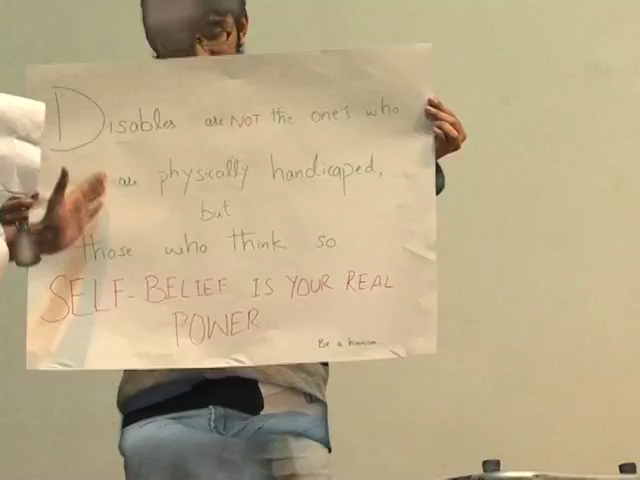 Disables are NOT the one's who
are physically handicaped,
but
those who think so
SELF-BELIEF IS YOUR REAL
POWER
Be a human